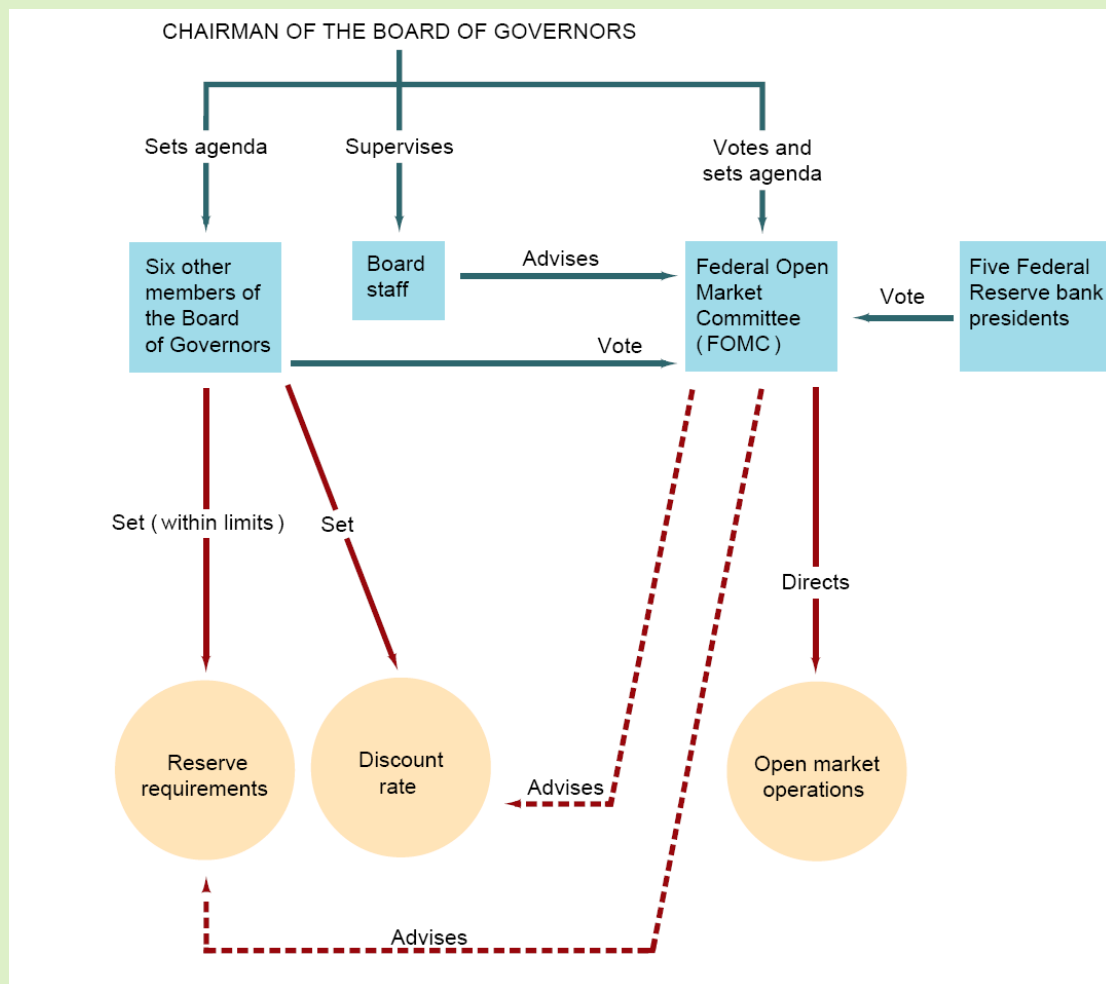 CHAIRMAN OF THE BOARD OF GOVERNORS
Sets agenda
Supervises
Votes and
sets agenda
Six other
members of
the Board
of Governors
Board
staff
Advises
Federal Open
Market
Committee
( FOMC )
Five Federal
Reserve bank
presidents
Vote
Vote
Set ( within limits )
Set
Directs
Reserve
requirements
Discount
rate
Advises
Open market
operations
Advises